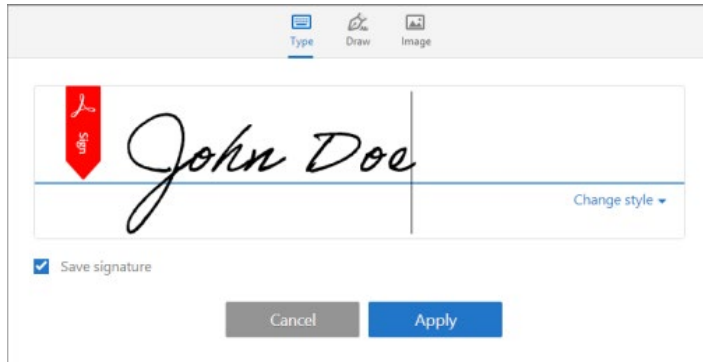 Type Draw Image
Sign
John Doe
Change style
Save signature
Cancel Apply